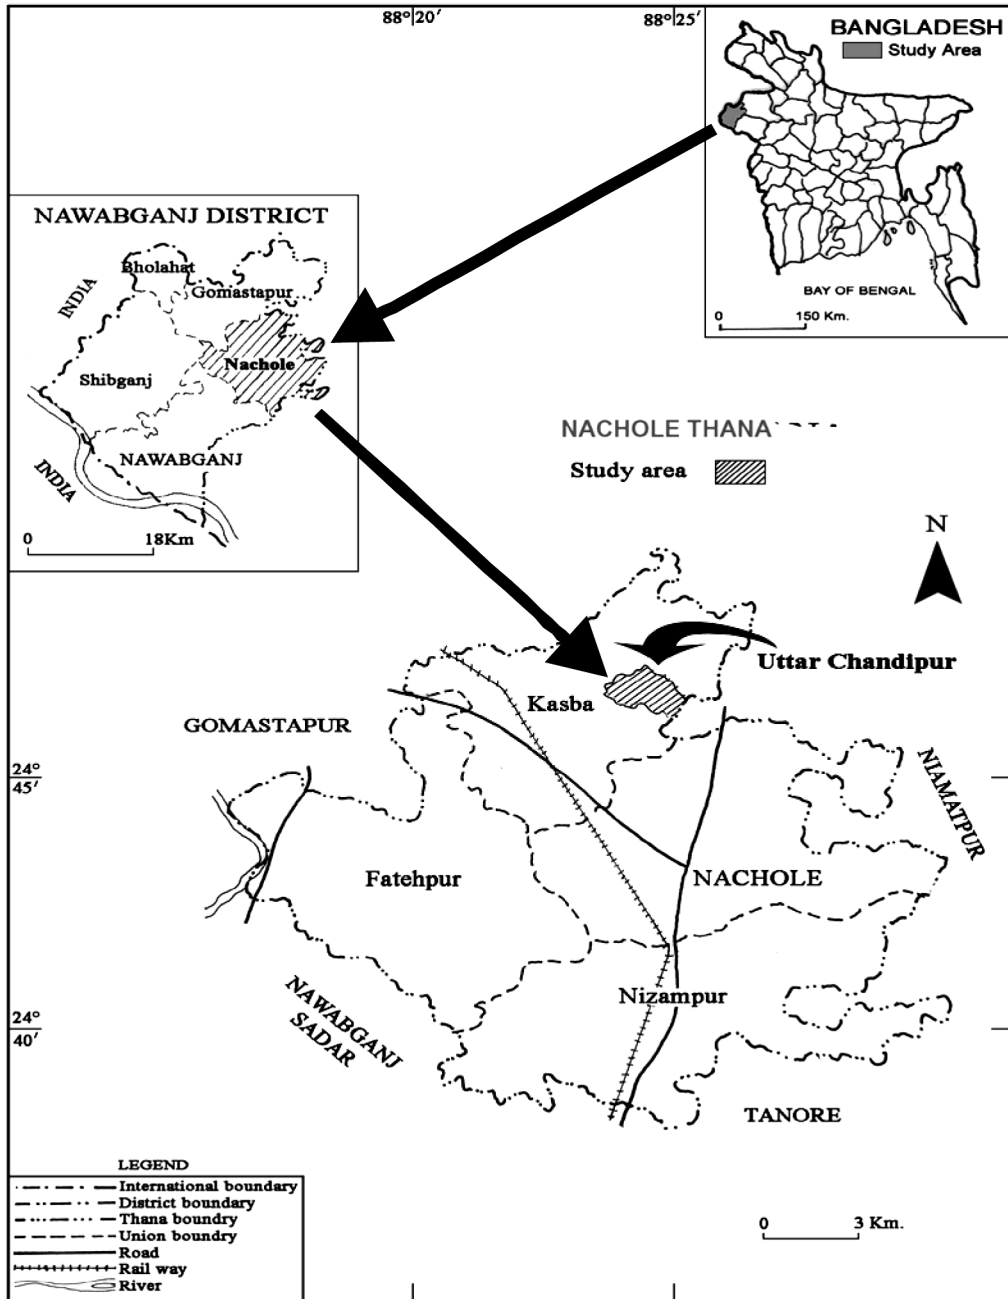 88° 20′
88° 25′
BANGLADESH
Study Area
BAY OF BENGAL
0 150 Km.
NAWABGANJ DISTRICT
Bholahat
Gomastapur
INDIA
Nachole
Shibganj
NAWABGANJ
INDIA
0 18Km
NACHOLE THANA
Study area
N
Uttar Chandipur
Kasba
GOMASTAPUR
24°
45′
NIAMATPUR
Fatehpur
NACHOLE
NAWABGANJ
SADAR
Nizampur
24°
40′
TANORE
LEGEND
International boundary
District boundary
Thana boundry
Union boundry
Road
Rail way
River
0 3 Km.